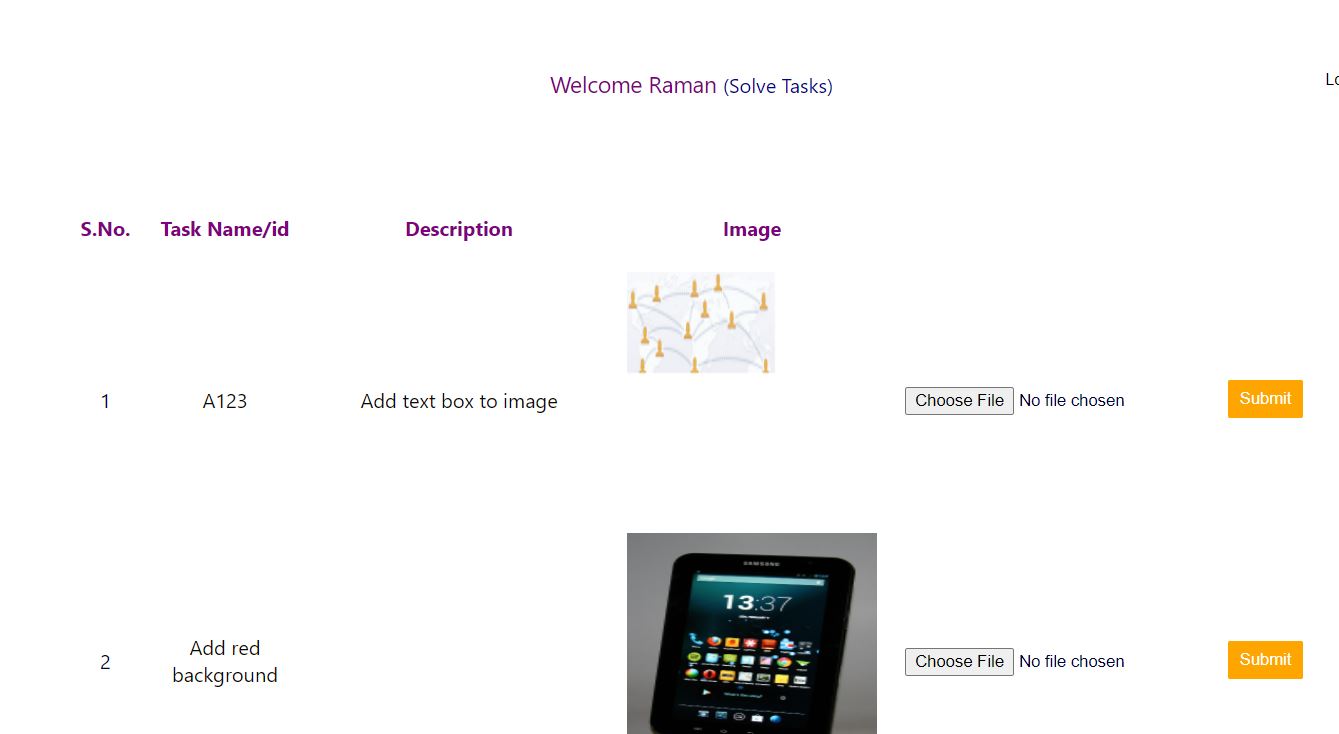 Welcome Raman (Solve Tasks)
Lo
S.No. Task Name/id Description Image
1 A123 Add text box to image Choose File No file chosen Submit
SAMSUNG
13:37
2 Add red background Choose File No file chosen Submit